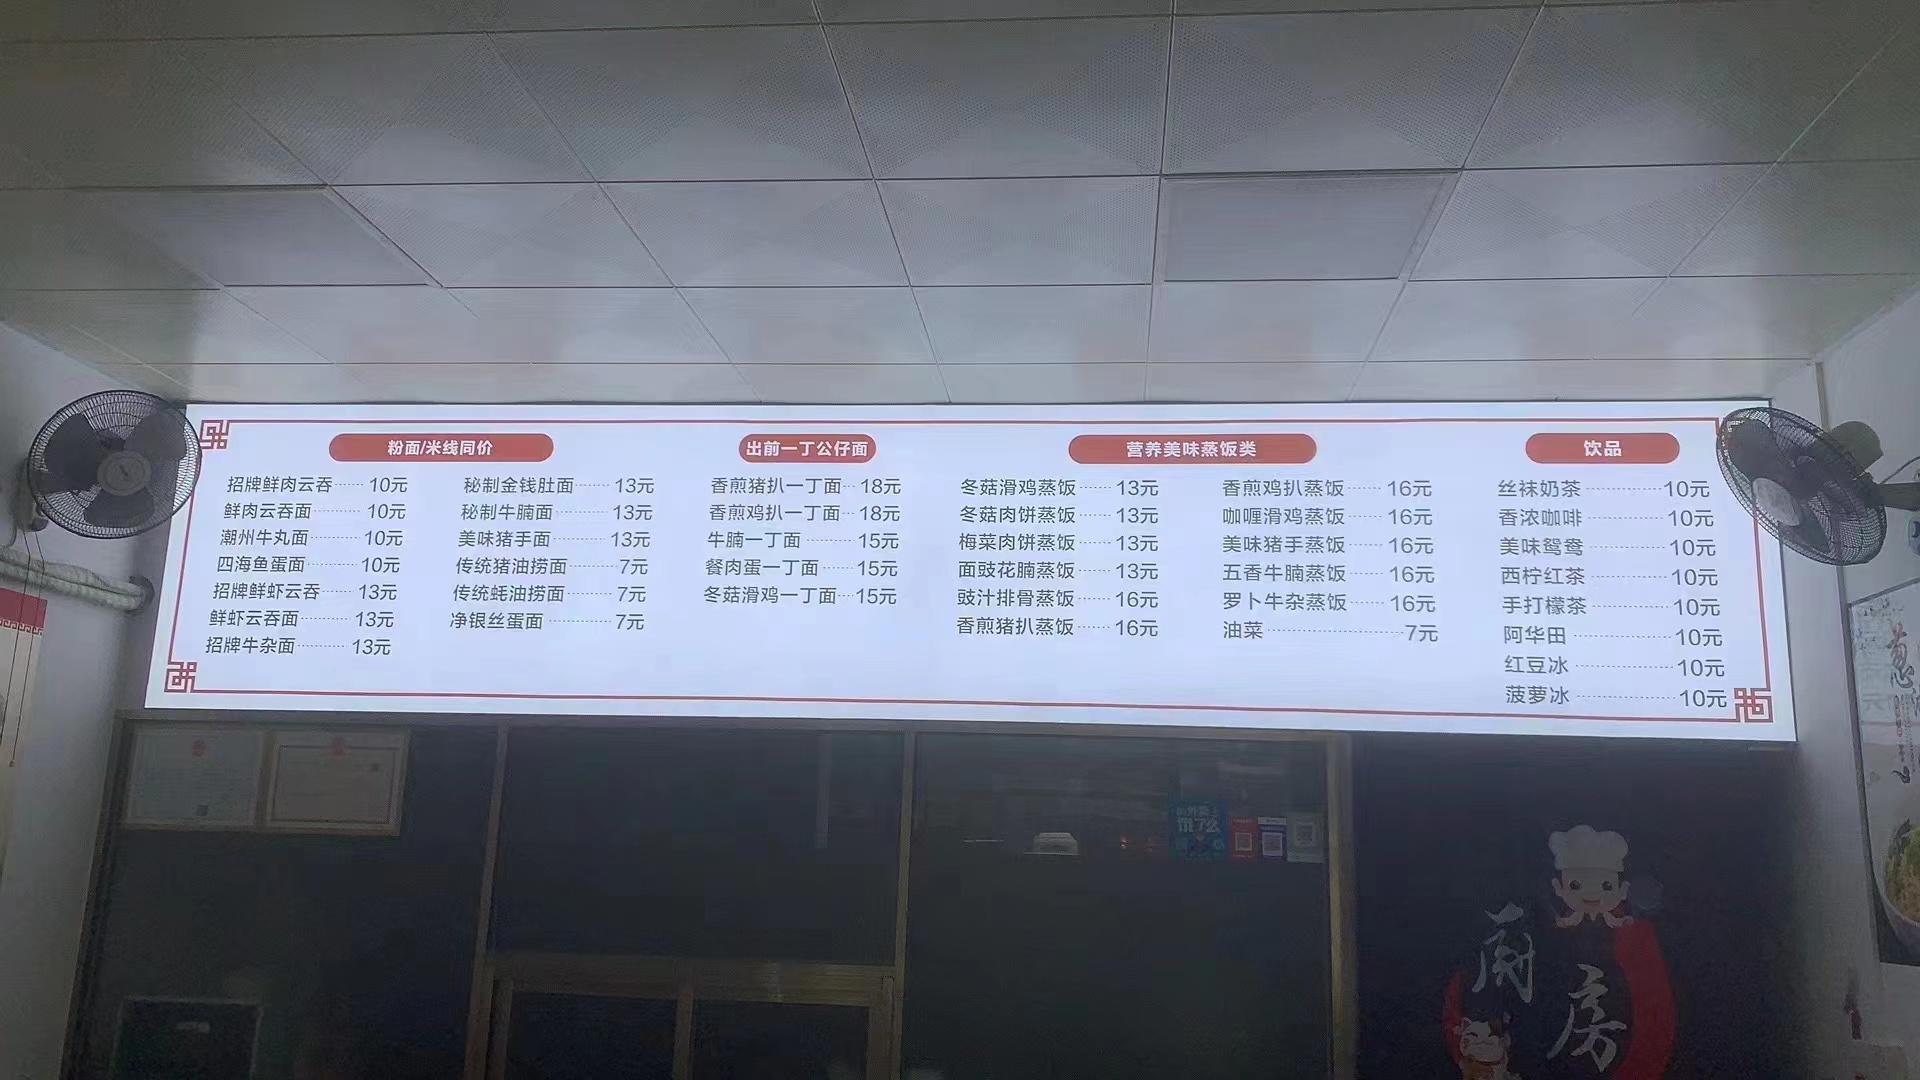 粉面/米线同价
招牌鲜肉云吞······10元
鲜肉云吞面··········10元
潮州牛丸面··········10元
四海鱼蛋面··········10元
招牌鲜虾云吞······13元
鲜虾云吞面··········13元
招牌牛杂面··········13元
秘制金钱肚面······13元
秘制牛腩面··········13元
美味猪手面··········13元
传统猪油捞面········7元
传统蚝油捞面········7元
净银丝蛋面············7元
出前一丁公仔面
香煎猪扒一丁面···18元
香煎鸡扒一丁面···18元
牛腩一丁面··········15元
餐肉蛋一丁面······15元
冬菇滑鸡一丁面···15元
营养美味蒸饭类
冬菇滑鸡蒸饭······13元
冬菇肉饼蒸饭······13元
梅菜肉饼蒸饭······13元
面豉花腩蒸饭······13元
豉汁排骨蒸饭······16元
香煎猪扒蒸饭······16元
香煎鸡扒蒸饭······16元
咖喱滑鸡蒸饭······16元
美味猪手蒸饭······16元
五香牛腩蒸饭······16元
罗卜牛杂蒸饭······16元
油菜························7元
饮品
丝袜奶茶··············10元
香浓咖啡··············10元
美味鸳鸯··············10元
西柠红茶··············10元
手打檬茶··············10元
阿华田·················10元
红豆冰·················10元
菠萝冰·················10元
饿了么
厨房